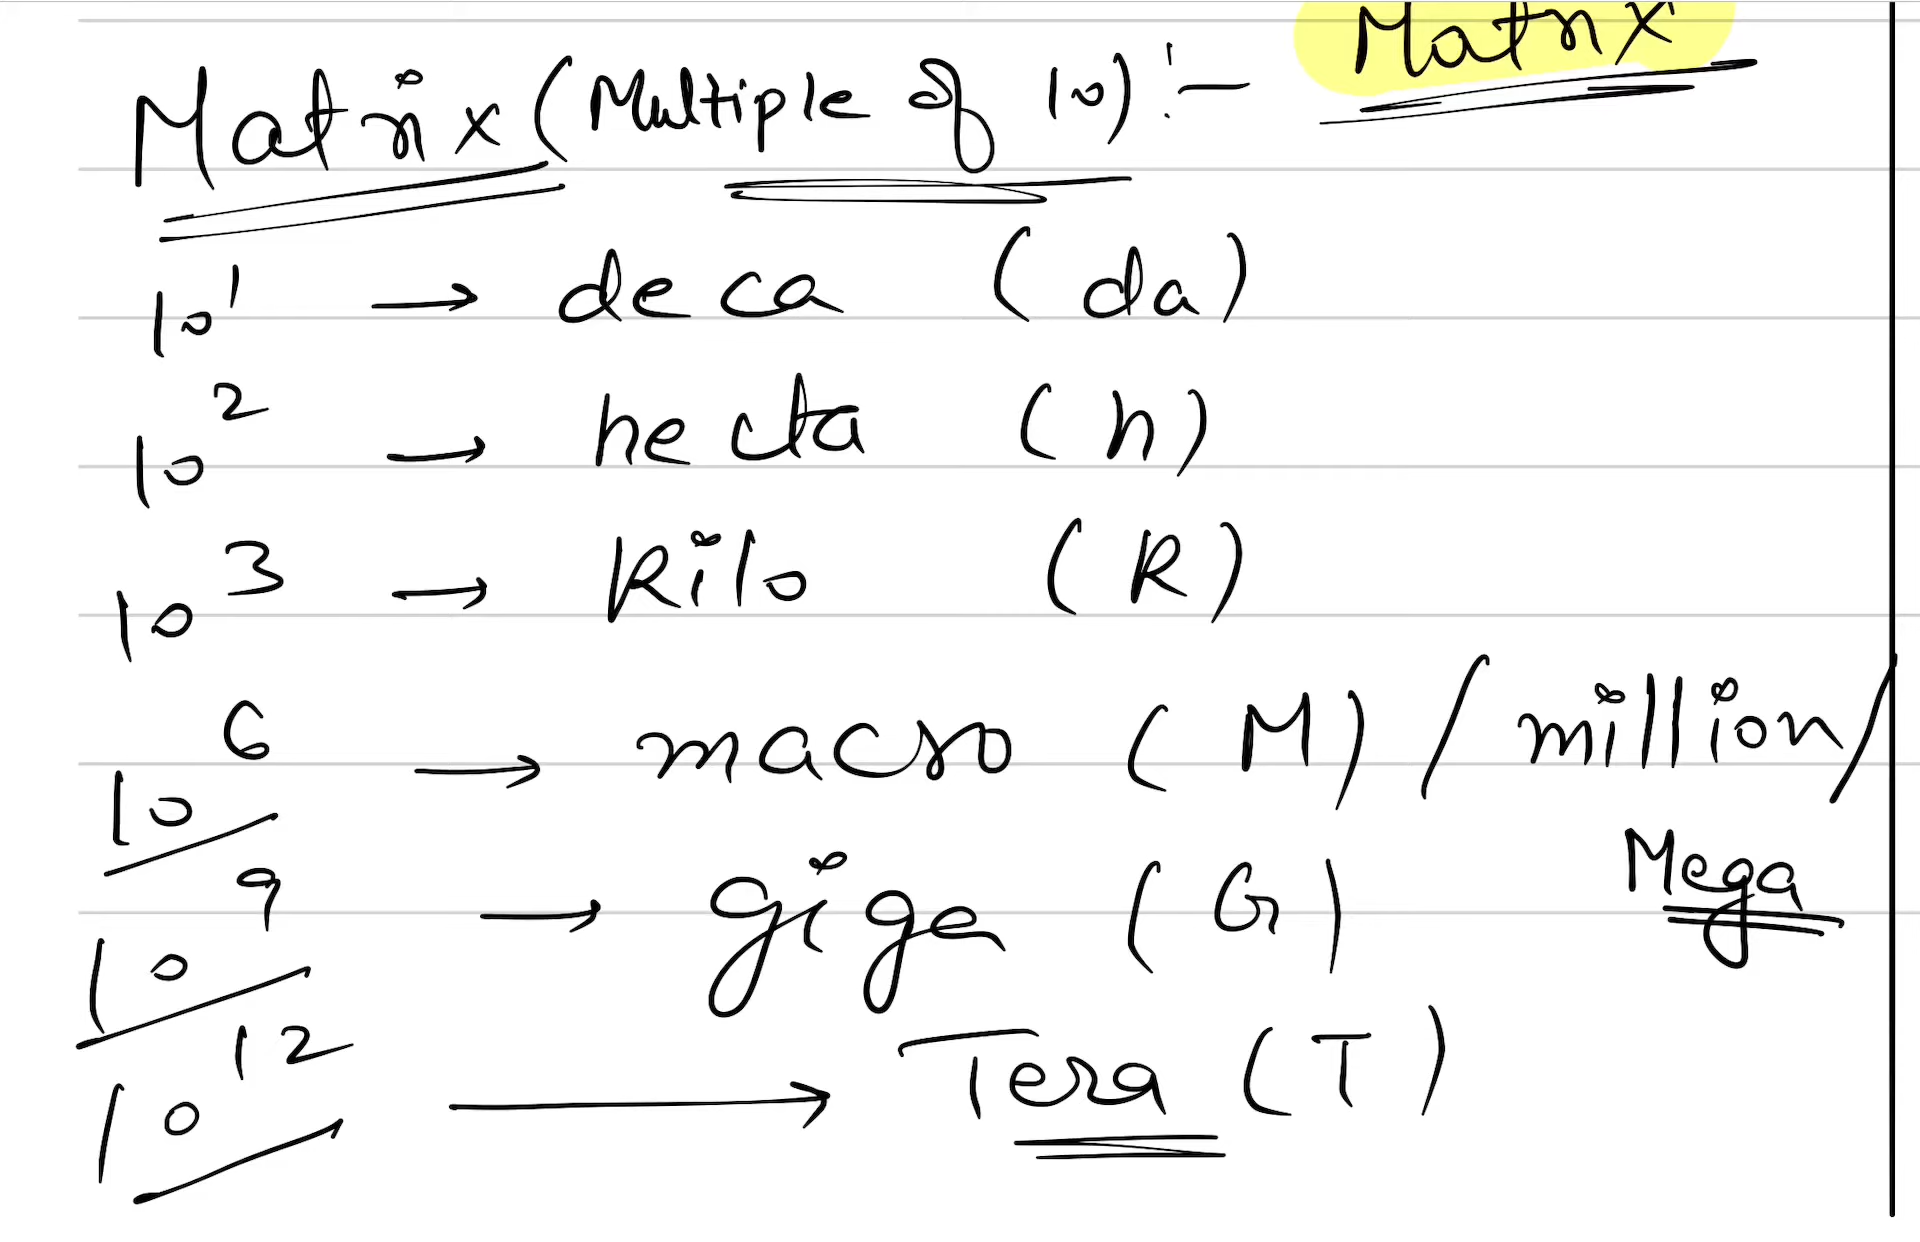 Matrix
Matrix (Multiple of 10):-
10¹ → deca (da)
10² → hecta (h)
10³ → Kilo (K)
10⁶ → macro (M) / million /
Mega
10⁹ → giga (G)
10¹² → Tera (T)